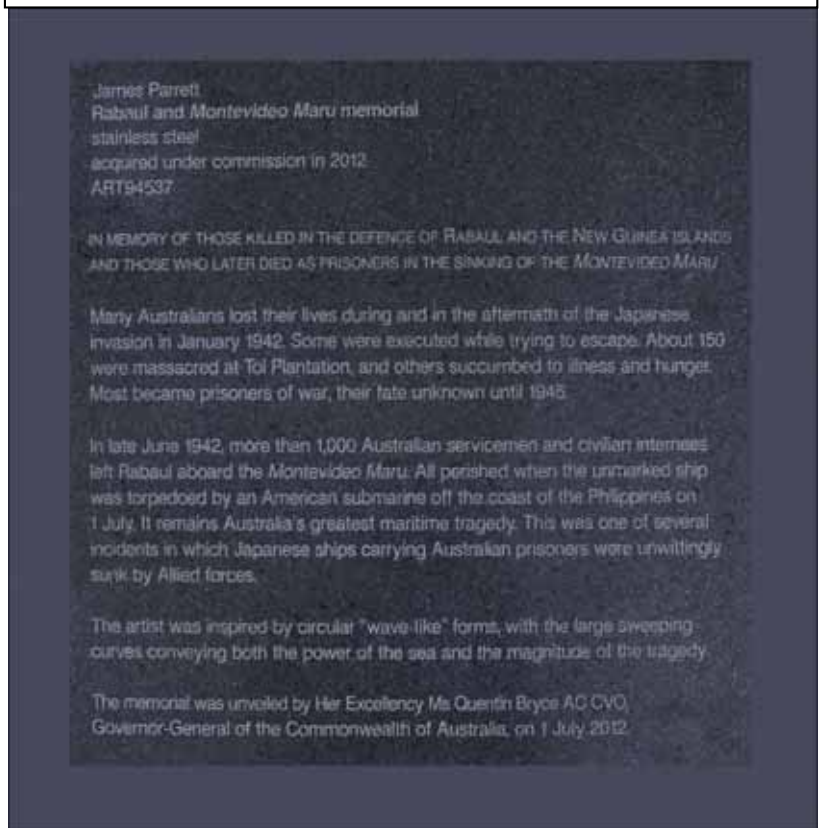 James Parrett
Rabaul and Montevideo Maru memorial
stainless steel
acquired under commission in 2012
ART94537
IN MEMORY OF THOSE KILLED IN THE DEFENCE OF RABAUL AND THE NEW GUINEA ISLANDS
AND THOSE WHO LATER DIED AS PRISONERS IN THE SINKING OF THE MONTEVIDEO MARU
Many Australians lost their lives during and in the aftermath of the Japanese
invasion in January 1942. Some were executed while trying to escape. About 150
were massacred at Tol Plantation, and others succumbed to illness and hunger.
Most became prisoners of war, their fate unknown until 1945.
In late June 1942, more than 1,000 Australian servicemen and civilian internees
left Rabaul aboard the Montevideo Maru. All perished when the unmarked ship
was torpedoed by an American submarine off the coast of the Philippines on
1 July. It remains Australia's greatest maritime tragedy. This was one of several
incidents in which Japanese ships carrying Australian prisoners were unwittingly
sunk by Allied forces.
The artist was inspired by circular "wave-like" forms, with the large sweeping
curves conveying both the power of the sea and the magnitude of the tragedy.
The memorial was unveiled by Her Excellency Ms Quentin Bryce AC CVO,
Governor-General of the Commonwealth of Australia, on 1 July 2012.